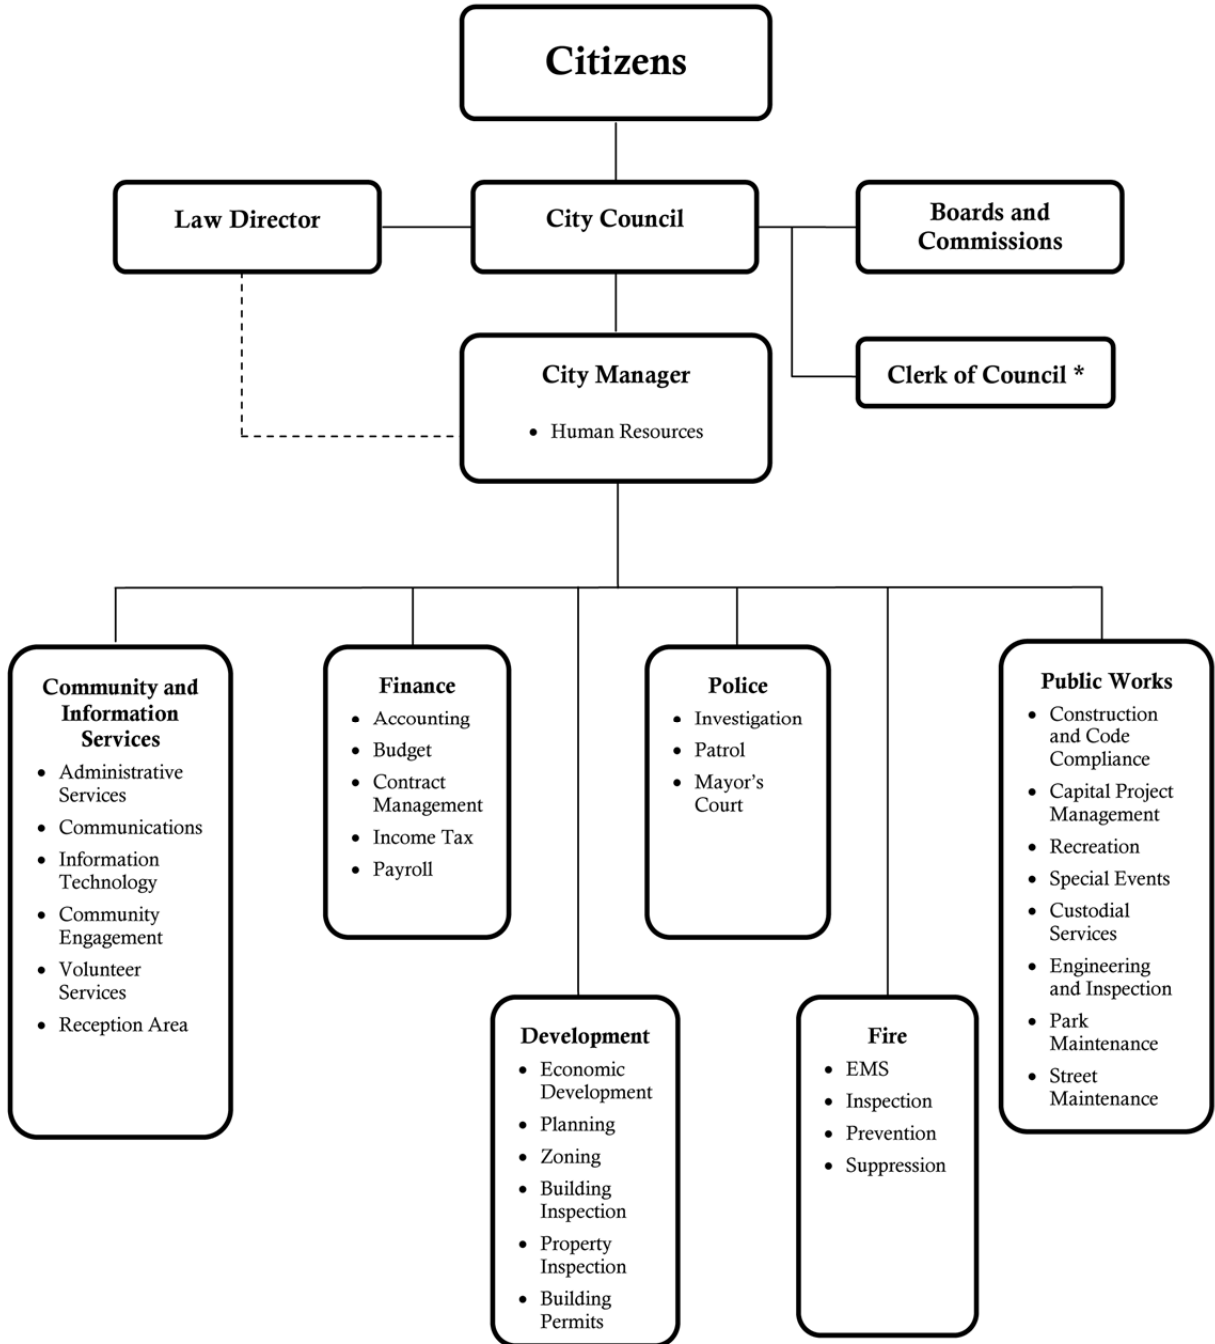 Citizens
Law Director
City Council
Boards and
Commissions
City Manager
• Human Resources
Clerk of Council *
Community and
Information
Services
• Administrative
Services
• Communications
• Information
Technology
• Community
Engagement
• Volunteer
Services
• Reception Area
Finance
• Accounting
• Budget
• Contract
Management
• Income Tax
• Payroll
Development
• Economic
Development
• Planning
• Zoning
• Building
Inspection
• Property
Inspection
• Building
Permits
Police
• Investigation
• Patrol
• Mayor’s
Court
Fire
• EMS
• Inspection
• Prevention
• Suppression
Public Works
• Construction
and Code
Compliance
• Capital Project
Management
• Recreation
• Special Events
• Custodial
Services
• Engineering
and Inspection
• Park
Maintenance
• Street
Maintenance